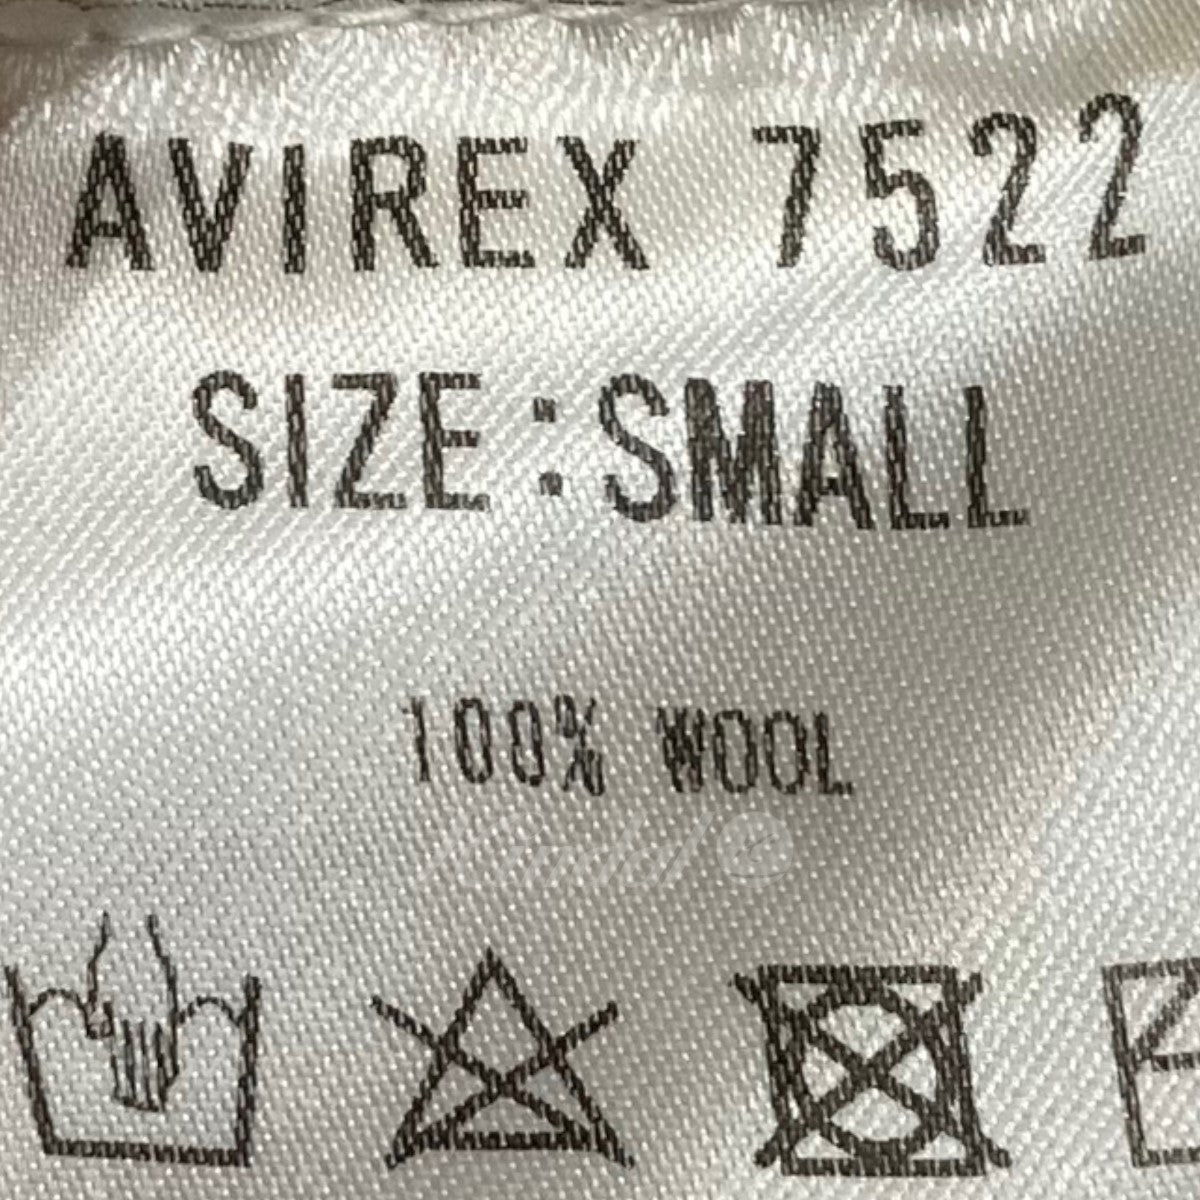 AVIREX 7522
SIZE:SMALL
100% WOOL